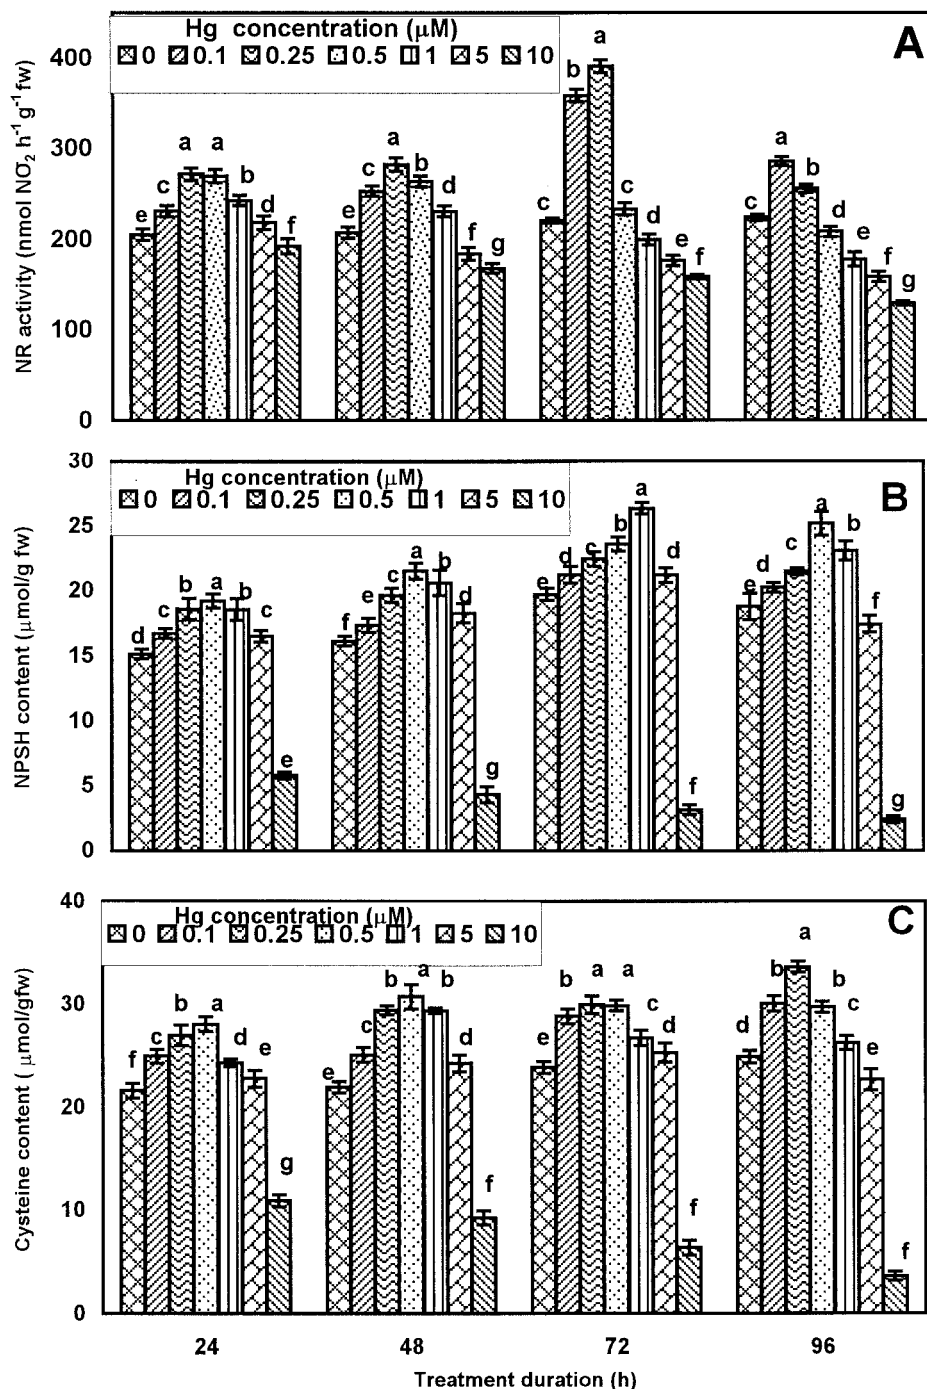 Hg concentration (μM)
0 0.1 0.25 0.5 1 5 10
A
NR activity (nmol NO₂⁻ h⁻¹ g⁻¹ fw)
400
300
200
100
0
e c a a b d f
e c a b d f g
c b a c d e f
c a b d e f g
Hg concentration (μM)
0 0.1 0.25 0.5 1 5 10
B
NPSH content (μmol/g fw)
30
25
20
15
10
5
0
d c b a b c e
f e c a b d g
e d c b a d f
e d c a b f g
Hg concentration (μM)
0 0.1 0.25 0.5 1 5 10
C
Cysteine content ( μmol/gfw)
40
30
20
10
0
f c b a d e g
e c b a b d f
e b a a c d f
d b a b c e f
24 48 72 96
Treatment duration (h)